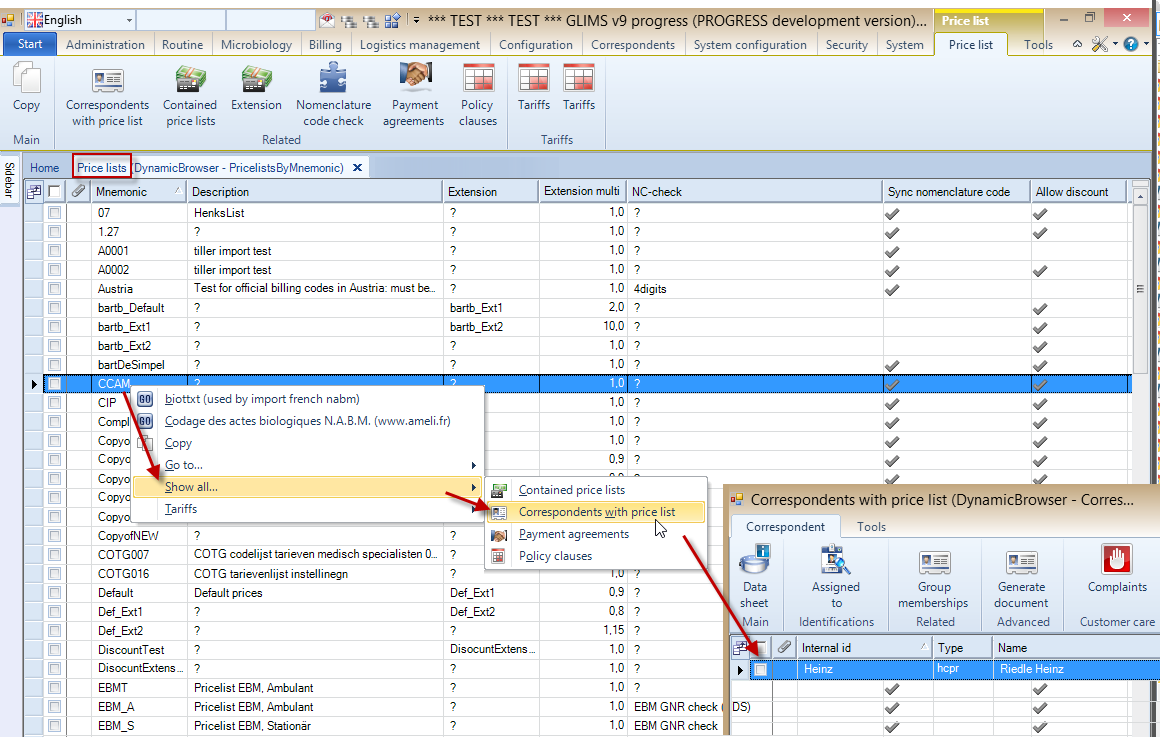 English
*** TEST *** TEST *** GLIMS v9 progress (PROGRESS development version)...
Price list
Start Administration Routine Microbiology Billing Logistics management Configuration Correspondents System configuration Security System Price list Tools
Copy
Correspondents with price list
Contained price lists
Extension
Nomenclature code check
Payment agreements
Policy clauses
Tariffs
Tariffs
Main Related Tariffs
Sidebar
Home Price lists (DynamicBrowser - PricelistsByMnemonic)
Mnemonic Description Extension Extension multi NC-check Sync nomenclature code Allow discount
07 HenksList ? 1,0 ?
1.27 ? ? 1,0 ?
A0001 tiller import test ? 1,0 ?
A0002 tiller import test ? 1,0 ?
Austria Test for official billing codes in Austria: must be... ? 1,0 4digits
bartb_Default ? bartb_Ext1 2,0 ?
bartb_Ext1 ? bartb_Ext2 10,0 ?
bartb_Ext2 ? ? 1,0 ?
bartDeSimpel ? ? 1,0 ?
CCAM ? ? 1,0 ?
CIP 1,0 ?
Compl 1,0 ?
Copyo 1,0 ?
Copyo 0,9 ?
Copyo
Copyo
Copyo
CopyofNEW ? ?
COTG007 COTG codelijst tarieven medisch specialisten 0... ?
COTG016 COTG tarievenlijst instellinegn ? 1,0 ?
Default Default prices Def_Ext1 0,9 ?
Def_Ext1 ? Def_Ext2 0,8 ?
Def_Ext2 ? ? 1,15 ?
DiscountTest ? DisocuntExtens... 1,0 ?
DisocuntExtens... ? ? 1,0 ?
EBMT Pricelist EBM, Ambulant ? 1,0 ?
EBM_A Pricelist EBM, Ambulant ? 1,0 EBM GNR check ( DS)
EBM_S Pricelist EBM, Stationär ? 1,0 EBM GNR check
GO biottxt (used by import french nabm)
GO Codage des actes biologiques N.A.B.M. (www.ameli.fr)
Copy
Go to...
Show all...
Tariffs
Contained price lists
Correspondents with price list
Payment agreements
Policy clauses
Correspondents with price list (DynamicBrowser - Corres...
Correspondent Tools
Data sheet
Assigned to
Group memberships
Generate document
Complaints
Main Identifications Related Advanced Customer care
Internal id Type Name
Heinz hcpr Riedle Heinz